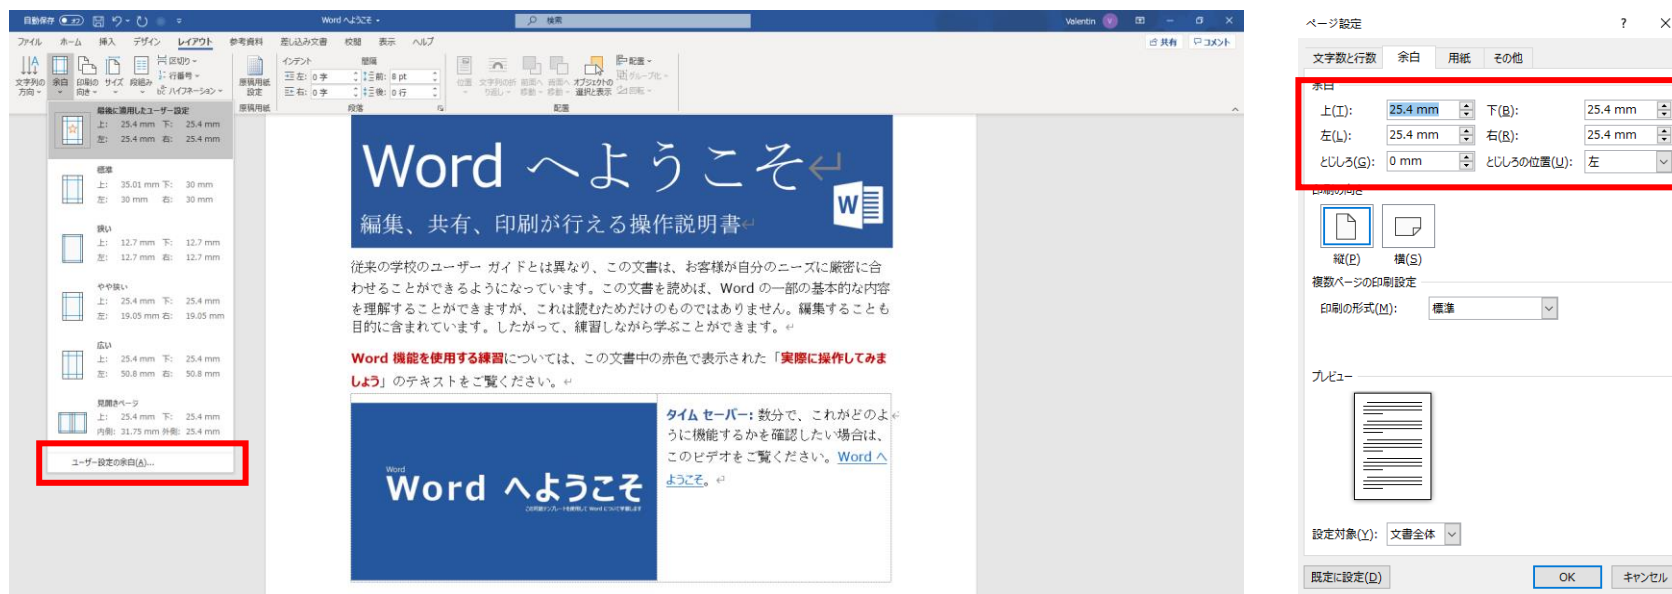 自動保存
Word へようこそ
検索
Valentin
ファイル ホーム 挿入 デザイン レイアウト 参考資料 差し込み文書 校閲 表示 ヘルプ
共有 コメント
文字列の方向
余白
印刷の向き
サイズ
段組み
区切り
行番号
ハイフネーション
原稿用紙設定
原稿用紙
インデント
左: 0 字
右: 0 字
間隔
前: 8 pt
後: 0 行
段落
位置
文字列の折り返し
前面へ移動
背面へ移動
オブジェクトの選択と表示
配置
グループ化
回転
配置
最後に適用したユーザー設定
上: 25.4 mm 下: 25.4 mm
左: 25.4 mm 右: 25.4 mm
標準
上: 35.01 mm 下: 30 mm
左: 30 mm 右: 30 mm
狭い
上: 12.7 mm 下: 12.7 mm
左: 12.7 mm 右: 12.7 mm
やや狭い
上: 25.4 mm 下: 25.4 mm
左: 19.05 mm 右: 19.05 mm
広い
上: 25.4 mm 下: 25.4 mm
左: 50.8 mm 右: 50.8 mm
見開きページ
上: 25.4 mm 下: 25.4 mm
内側: 31.75 mm 外側: 25.4 mm
ユーザー設定の余白(A)...
Word へようこそ
編集、共有、印刷が行える操作説明書
W
従来の学校のユーザー ガイドとは異なり、この文書は、お客様が自分のニーズに厳密に合
わせることができるようになっています。この文書を読めば、Word の一部の基本的な内容
を理解することができますが、これは読むためだけのものではありません。編集することも
目的に含まれています。したがって、練習しながら学ぶことができます。
Word 機能を使用する練習については、この文書中の赤色で表示された「実際に操作してみま
しょう」のテキストをご覧ください。
Word
Word へようこそ
タイム セーバー: 数分で、これがどのよ
うに機能するかを確認したい場合は、
このビデオをご覧ください。Word へ
ようこそ。
ページ設定
文字数と行数 余白 用紙 その他
余白
上(T): 25.4 mm 下(B): 25.4 mm
左(L): 25.4 mm 右(R): 25.4 mm
とじしろ(G): 0 mm とじしろの位置(U): 左
印刷の向き
縦(P) 横(S)
複数ページの印刷設定
印刷の形式(M): 標準
プレビュー
設定対象(Y): 文書全体
既定に設定(D) OK キャンセル